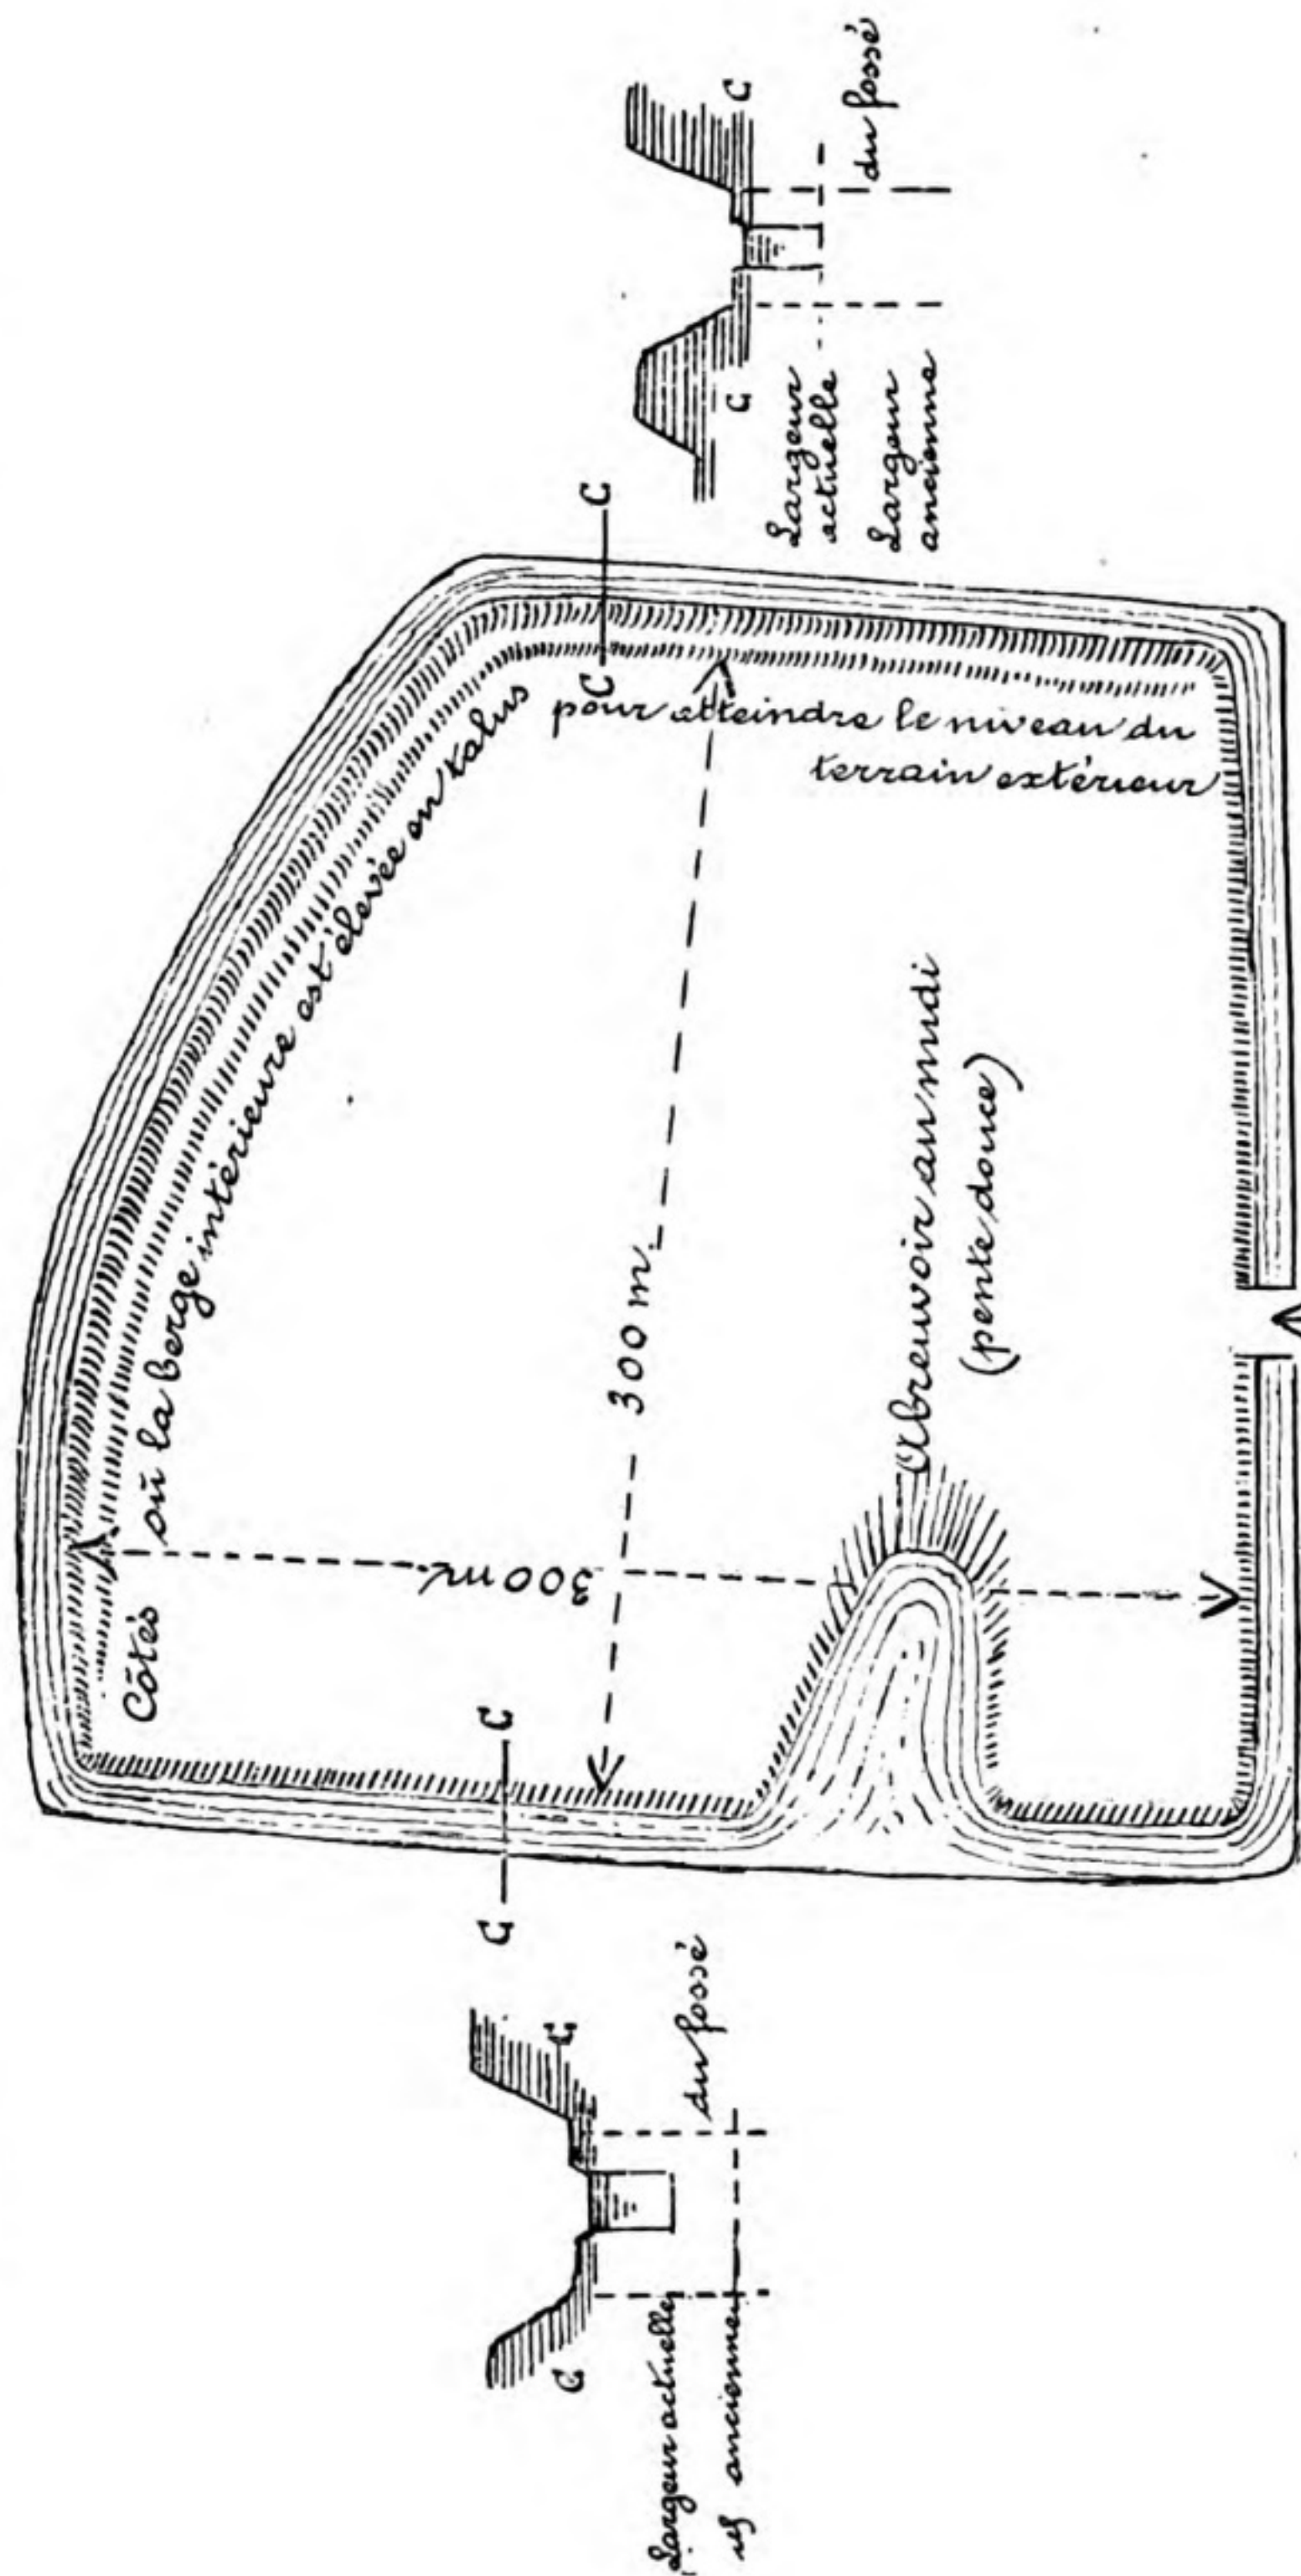 C
C
du fossé
Largeur
actuelle
Largeur
ancienne
C
C
Côtés où la berge intérieure est élevée en talus
pour atteindre le niveau du
terrain extérieur
300 m
300 m
Abreuvoir au midi
(pente douce)
C
C
C
C
du fossé
Largeur actuelle
et ancienne